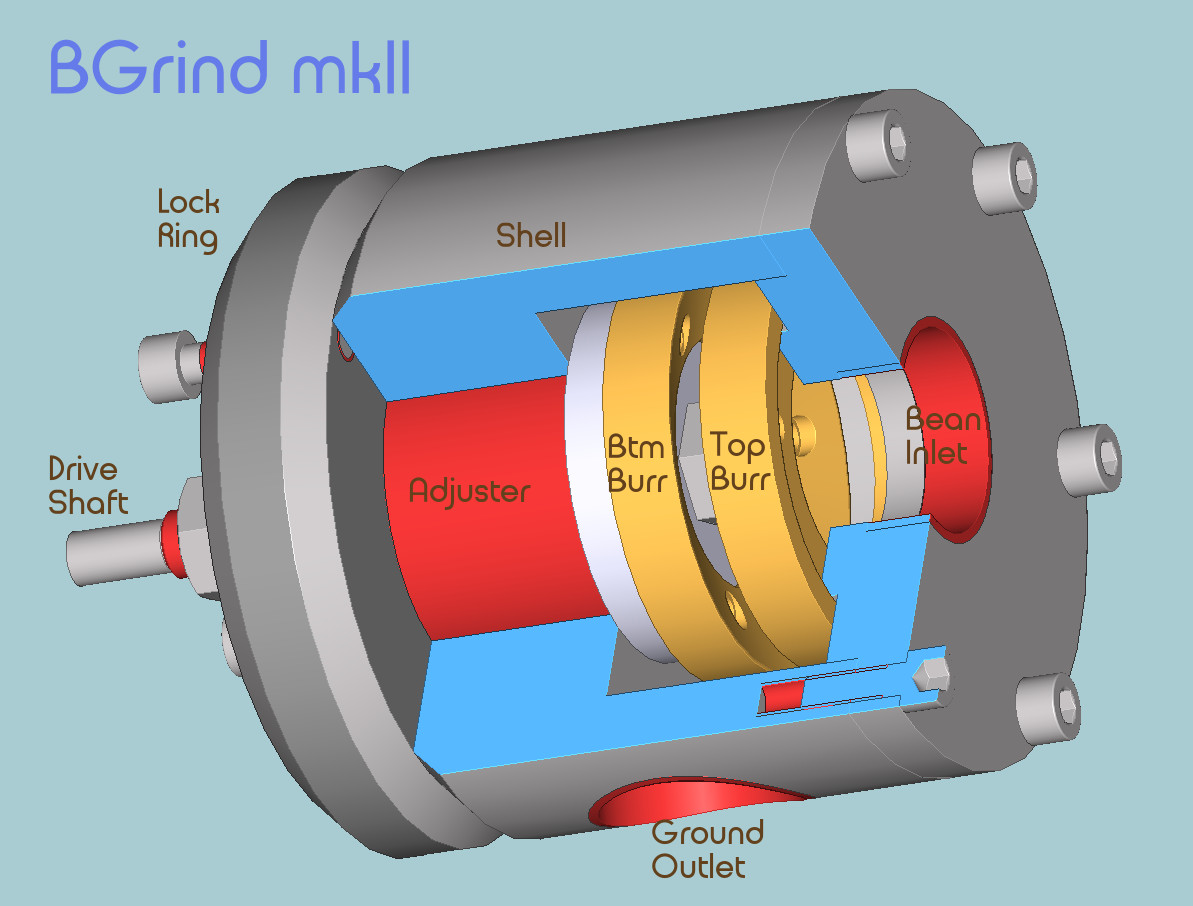 BGrind mkII
Lock
Ring
Shell
Bean
Inlet
Btm
Burr
Top
Burr
Adjuster
Drive
Shaft
Ground
Outlet